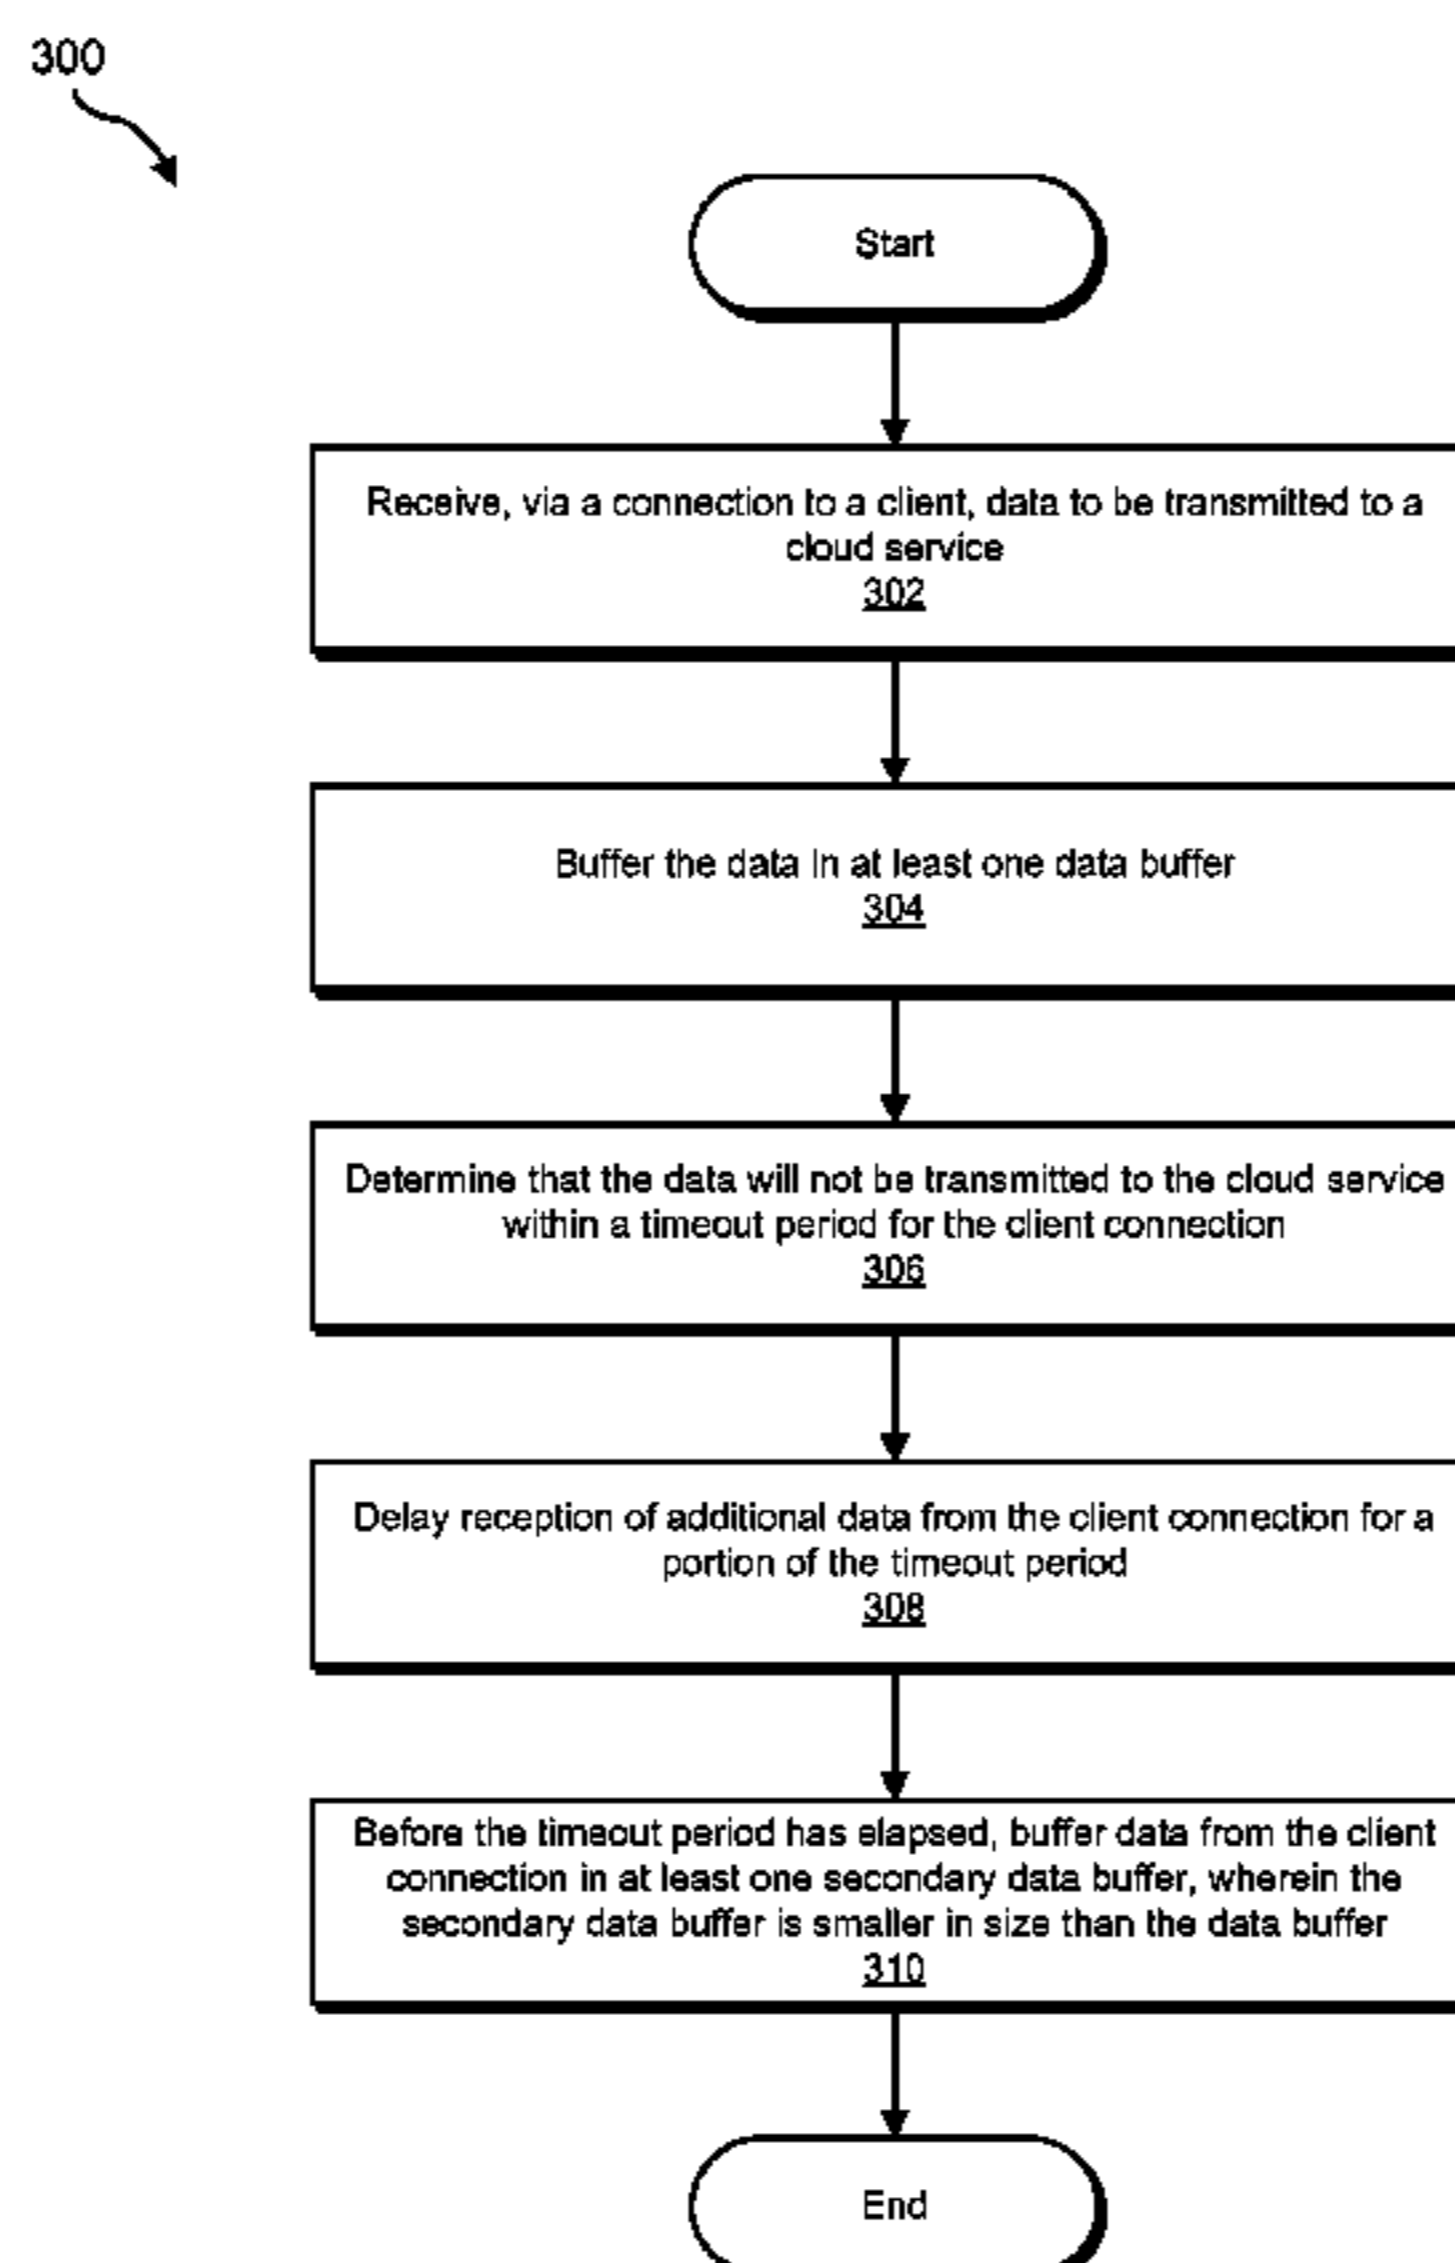 300
Start
Receive, via a connection to a client, data to be transmitted to a
cloud service
302
Buffer the data in at least one data buffer
304
Determine that the data will not be transmitted to the cloud service
within a timeout period for the client connection
306
Delay reception of additional data from the client connection for a
portion of the timeout period
308
Before the timeout period has elapsed, buffer data from the client
connection in at least one secondary data buffer, wherein the
secondary data buffer is smaller in size than the data buffer
310
End